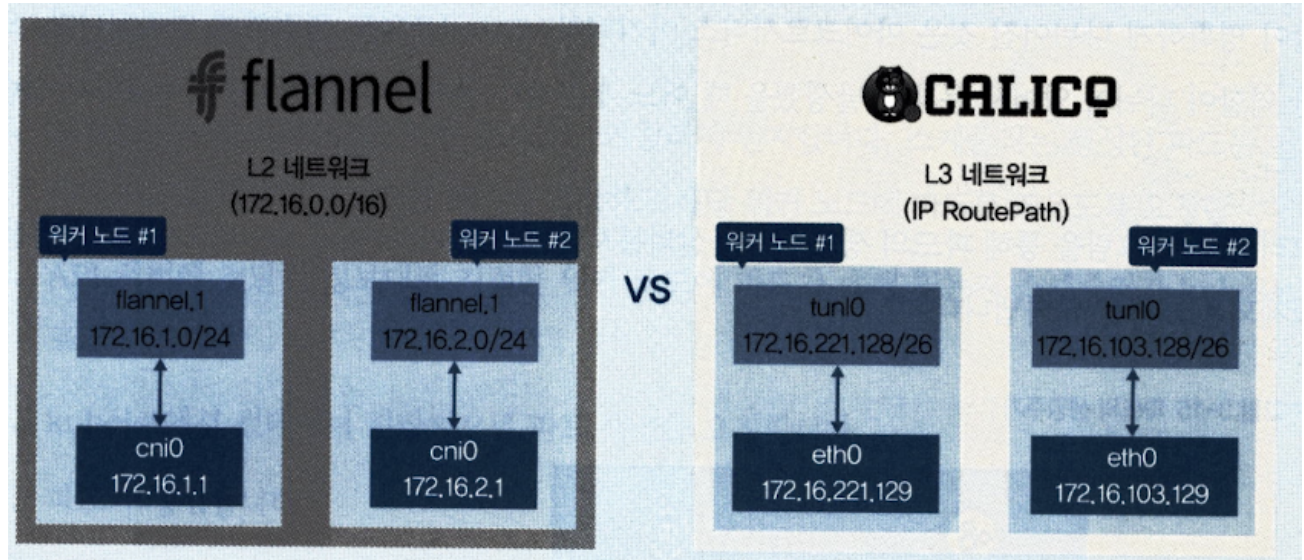 flannel
L2 네트워크
(172.16.0.0/16)
워커 노드 #1
flannel.1
172.16.1.0/24
cni0
172.16.1.1
워커 노드 #2
flannel.1
172.16.2.0/24
cni0
172.16.2.1
VS
CALICO
L3 네트워크
(IP RoutePath)
워커 노드 #1
tunl0
172.16.221.128/26
eth0
172.16.221.129
워커 노드 #2
tunl0
172.16.103.128/26
eth0
172.16.103.129